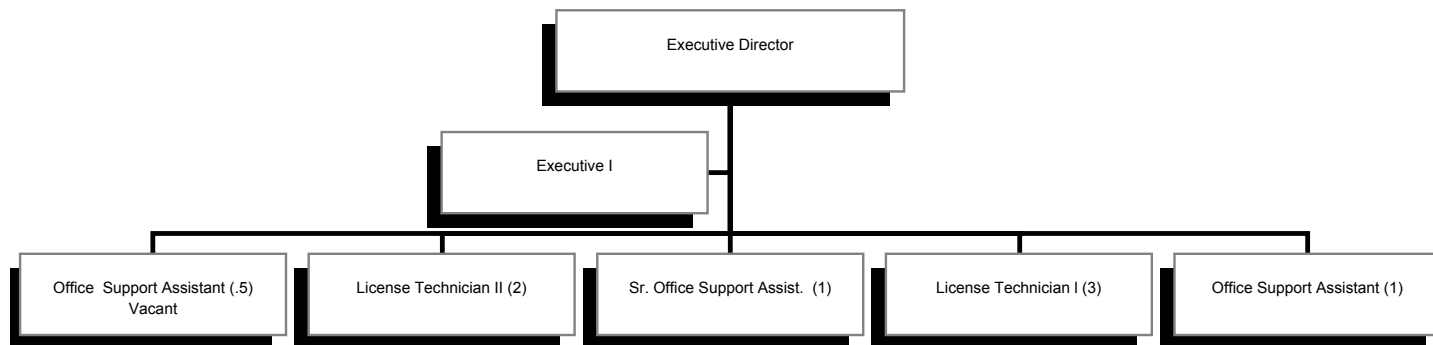 Executive Director
Executive I
Office Support Assistant (.5)
Vacant
License Technician II (2)
Sr. Office Support Assist. (1)
License Technician I (3)
Office Support Assistant (1)